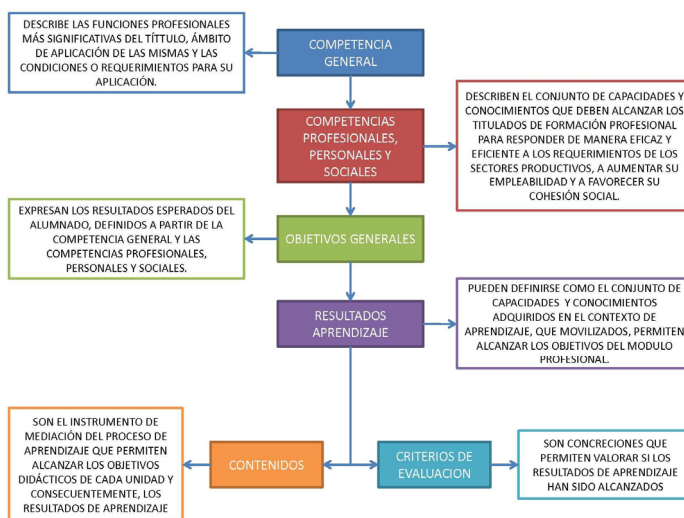 DESCRIBE LAS FUNCIONES PROFESIONALES
MÁS SIGNIFICATIVAS DEL TÍTTULO, ÁMBITO
DE APLICACIÓN DE LAS MISMAS Y LAS
CONDICIONES O REQUERIMIENTOS PARA SU
APLICACIÓN.
COMPETENCIA
GENERAL
COMPETENCIAS
PROFESIONALES,
PERSONALES Y
SOCIALES
DESCRIBEN EL CONJUNTO DE CAPACIDADES Y
CONOCIMIENTOS QUE DEBEN ALCANZAR LOS
TITULADOS DE FORMACIÓN PROFESIONAL
PARA RESPONDER DE MANERA EFICAZ Y
EFICIENTE A LOS REQUERIMIENTOS DE LOS
SECTORES PRODUCTIVOS, A AUMENTAR SU
EMPLEABILIDAD Y A FAVORECER SU
COHESIÓN SOCIAL.
EXPRESAN LOS RESULTADOS ESPERADOS DEL
ALUMNADO, DEFINIDOS A PARTIR DE LA
COMPETENCIA GENERAL Y LAS
COMPETENCIAS PROFESIONALES,
PERSONALES Y SOCIALES.
OBJETIVOS GENERALES
RESULTADOS
APRENDIZAJE
PUEDEN DEFINIRSE COMO EL CONJUNTO DE
CAPACIDADES Y CONOCIMIENTOS
ADQUIRIDOS EN EL CONTEXTO DE
APRENDIZAJE, QUE MOVILIZADOS, PERMITEN
ALCANZAR LOS OBJETIVOS DEL MODULO
PROFESIONAL.
SON EL INSTRUMENTO DE
MEDIACIÓN DEL PROCESO DE
APRENDIZAJE QUE PERMITEN
ALCANZAR LOS OBJETIVOS
DIDÁCTICOS DE CADA UNIDAD Y
CONSECUENTEMENTE, LOS
RESULTADOS DE APRENDIZAJE
CONTENIDOS
CRITERIOS DE
EVALUACION
SON CONCRECIONES QUE
PERMITEN VALORAR SI LOS
RESULTADOS DE APRENDIZAJE
HAN SIDO ALCANZADOS